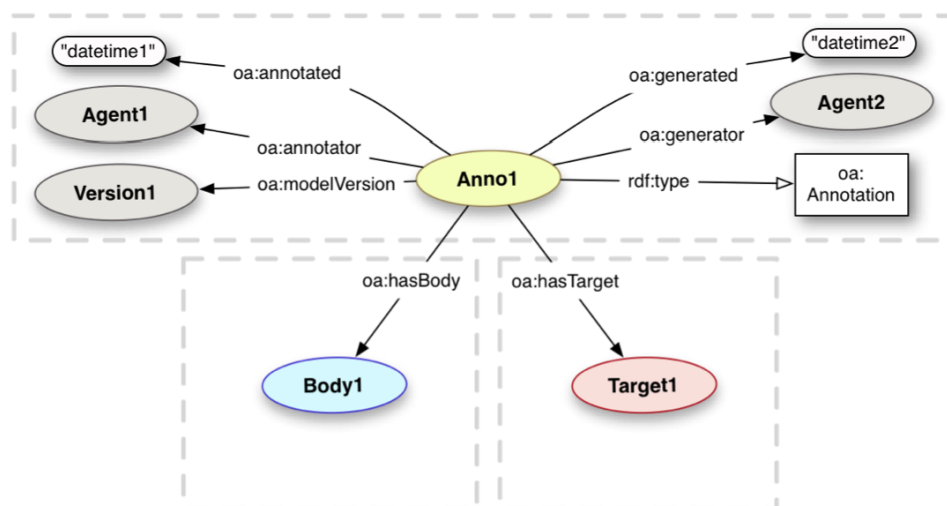 "datetime1"
"datetime2"
oa:annotated
oa:generated
Agent1
Agent2
oa:annotator
oa:generator
Version1
oa:modelVersion
Anno1
rdf:type
oa:
Annotation
oa:hasBody
oa:hasTarget
Body1
Target1